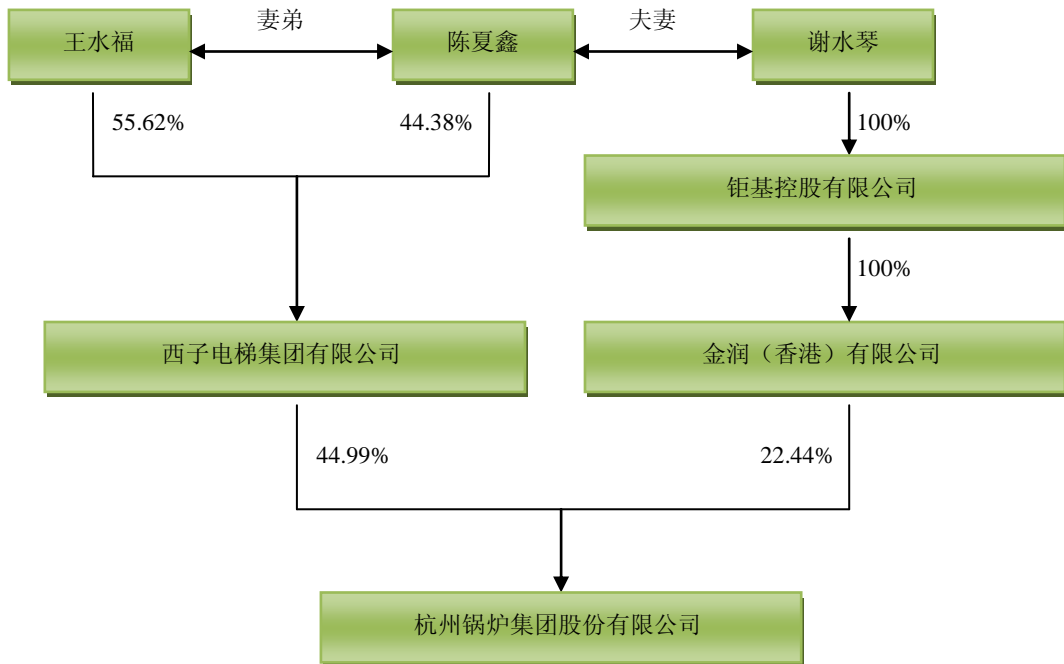 妻弟
夫妻
王水福
陈夏鑫
谢水琴
55.62%
44.38%
100%
钜基控股有限公司
100%
西子电梯集团有限公司
金润（香港）有限公司
44.99%
22.44%
杭州锅炉集团股份有限公司